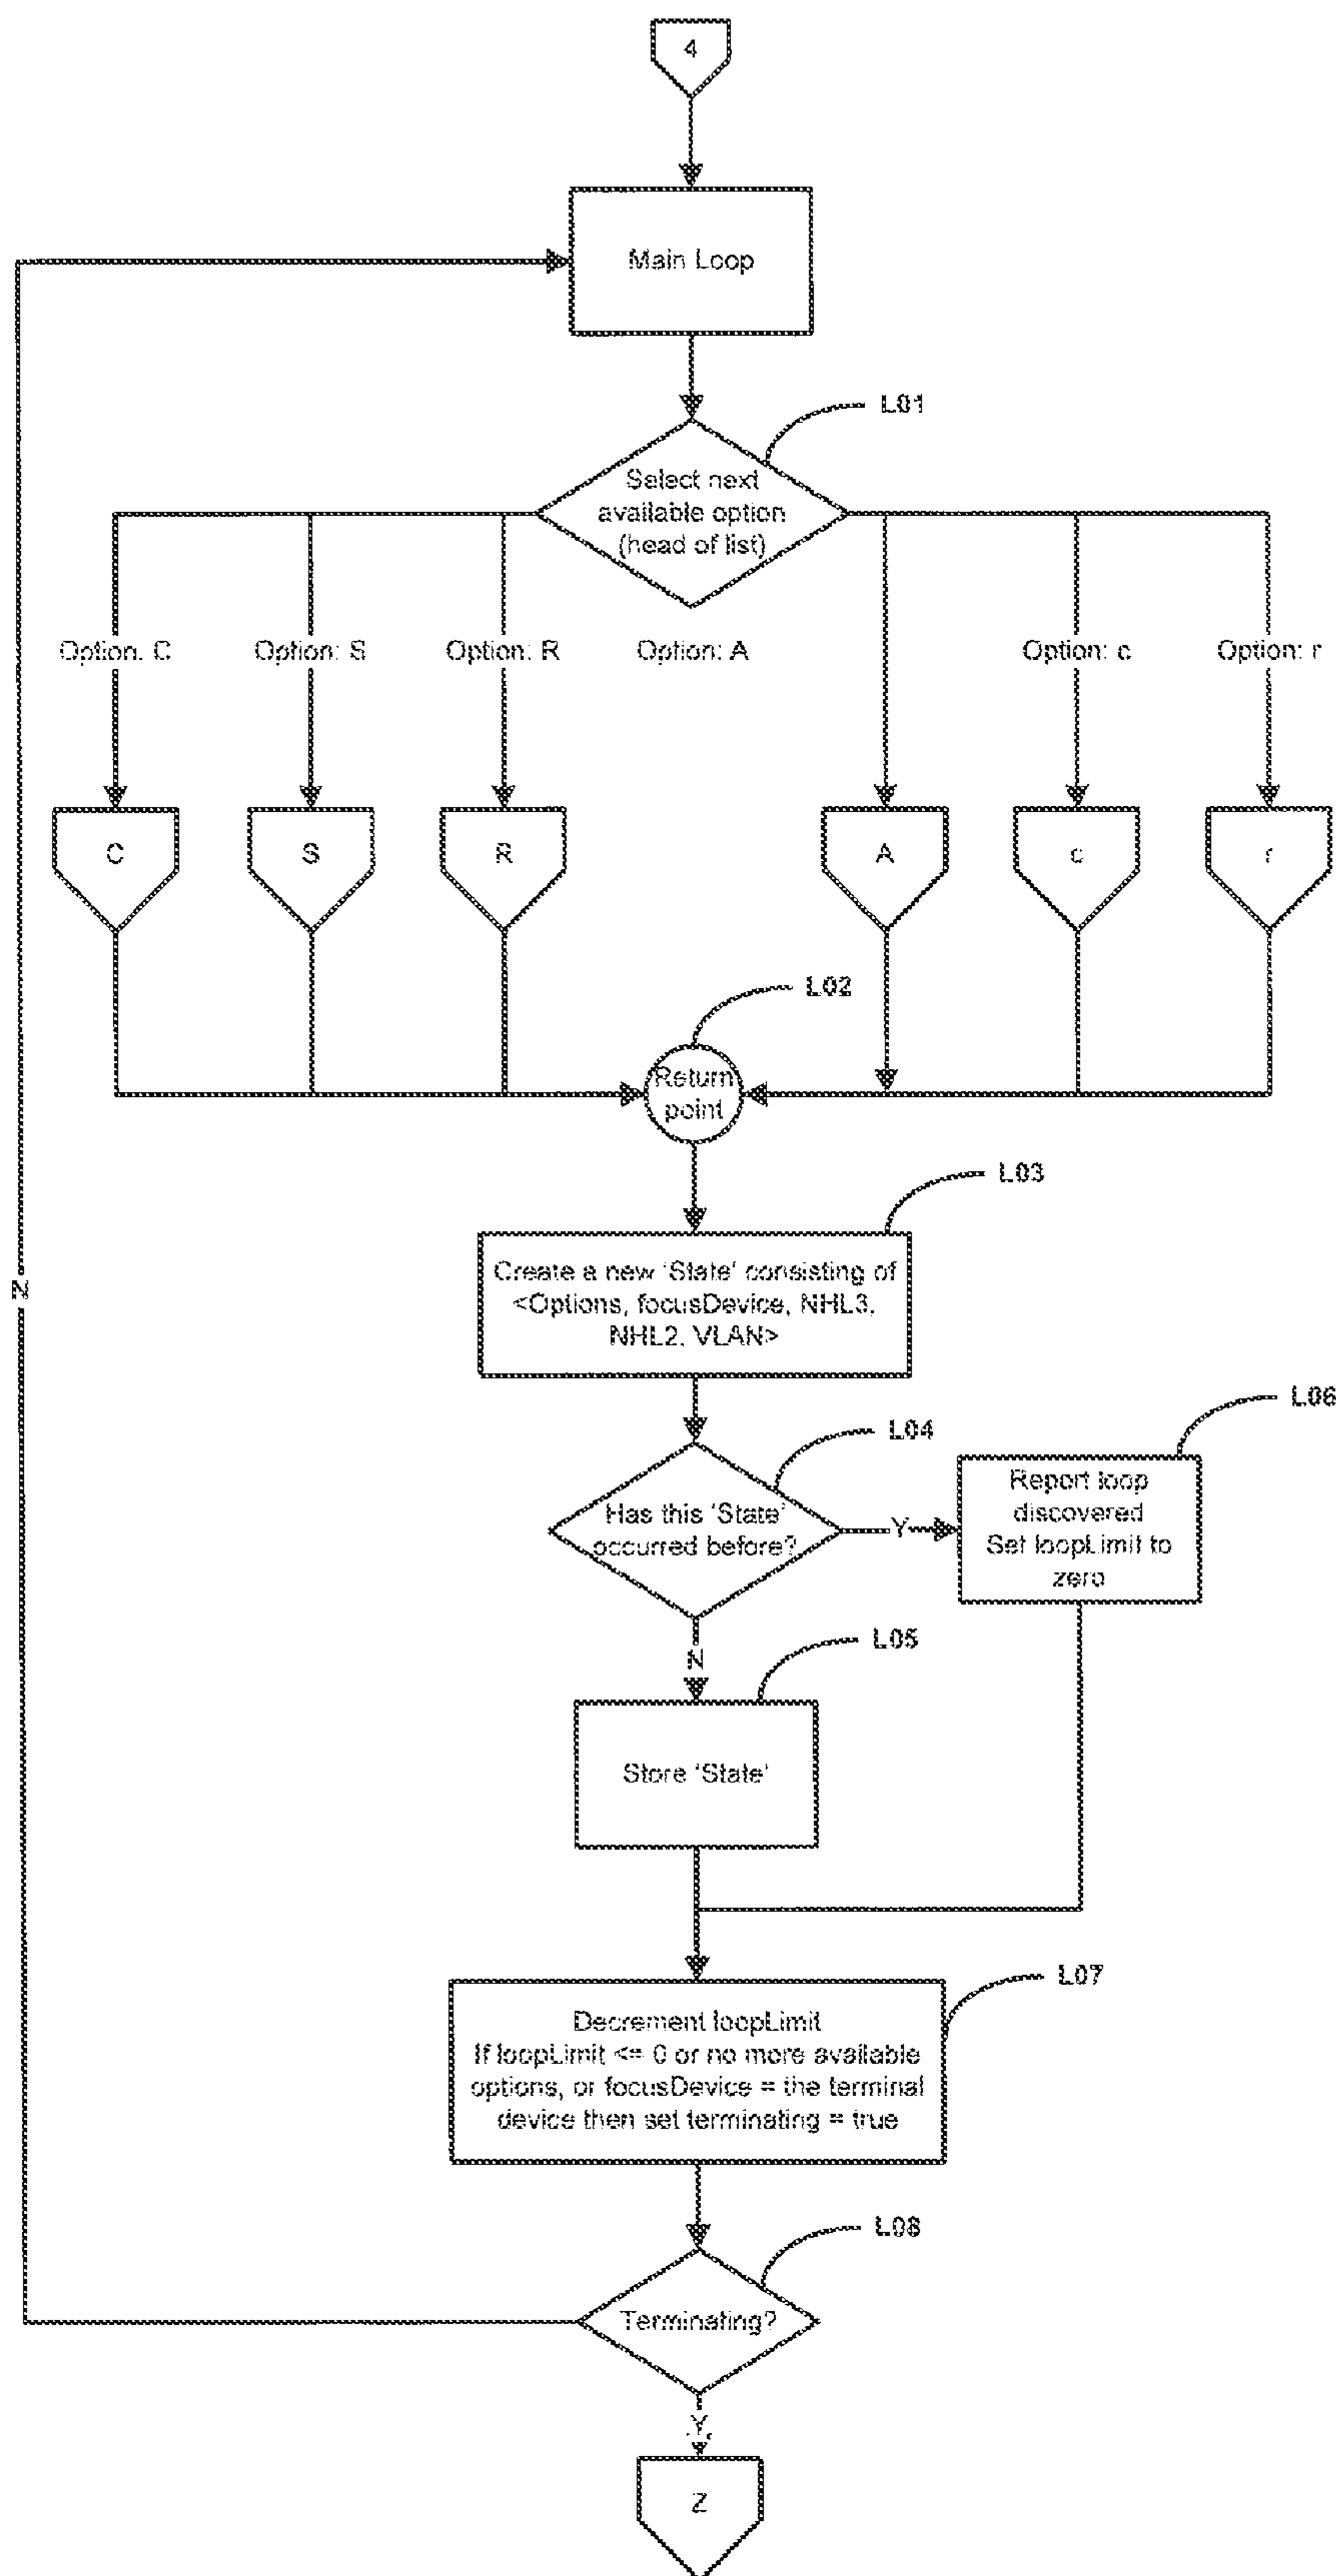 4
Main Loop
L01
Select next
available option
(head of list)
Option: C
Option: S
Option: R
Option: A
Option: c
Option: r
C
S
R
A
c
r
L02
Return
point
L03
Create a new 'State' consisting of
<Options, focusDevice, NHL3,
NHL2, VLAN>
N
L04
L06
Has this 'State'
occurred before?
Y
Report loop
discovered
Set loopLimit to
zero
N
L05
Store 'State'
L07
Decrement loopLimit
If loopLimit <= 0 or no more available
options, or focusDevice = the terminal
device then set terminating = true
L08
Terminating?
Y
Z